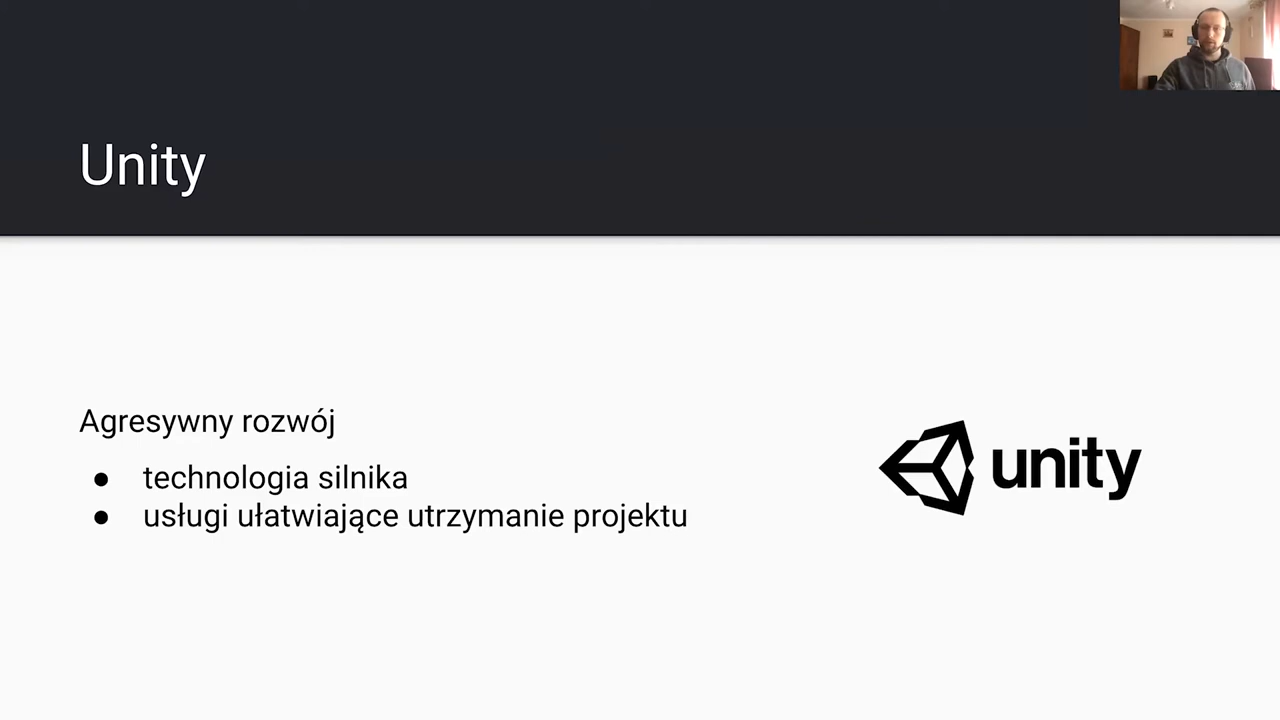 Unity
Agresywny rozwój
● technologia silnika
● usługi ułatwiające utrzymanie projektu
unity